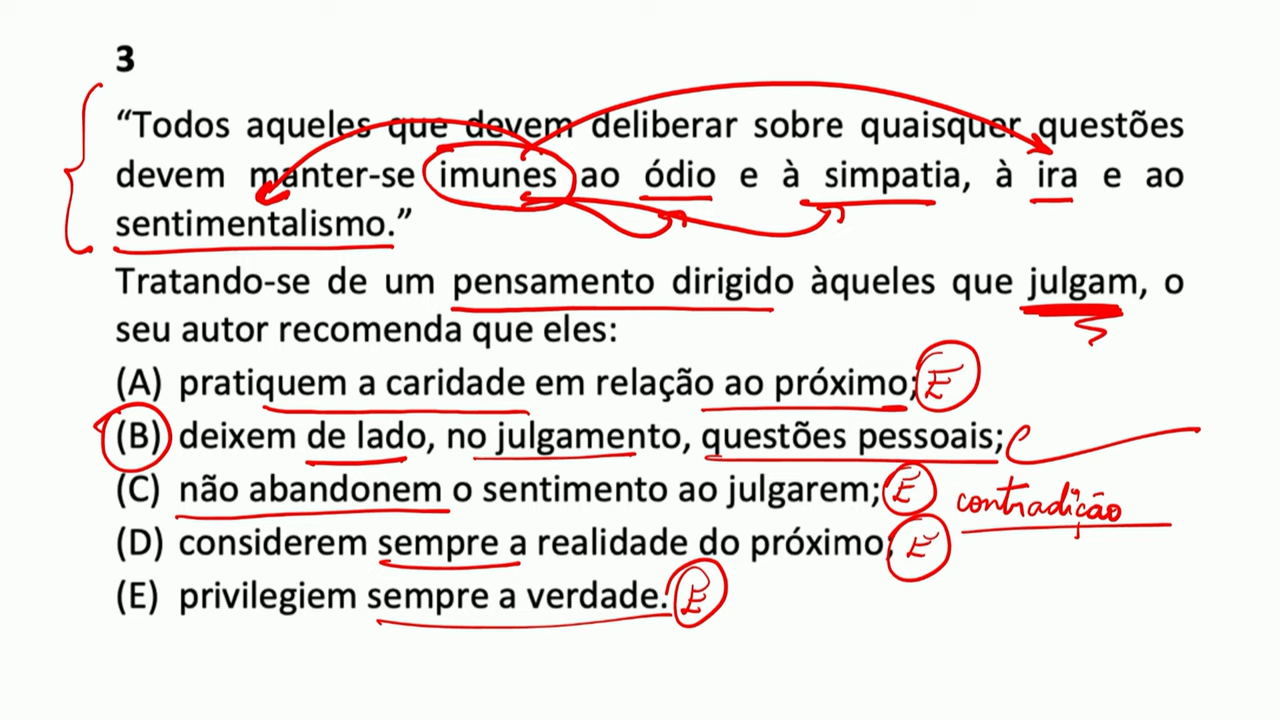 3
“Todos aqueles que devem deliberar sobre quaisquer questões
devem manter-se imunes ao ódio e à simpatia, à ira e ao
sentimentalismo.”
Tratando-se de um pensamento dirigido àqueles que julgam, o
seu autor recomenda que eles:
(A) pratiquem a caridade em relação ao próximo; E
(B) deixem de lado, no julgamento, questões pessoais; C
(C) não abandonem o sentimento ao julgarem; E contradição
(D) considerem sempre a realidade do próximo; E
(E) privilegiem sempre a verdade. E